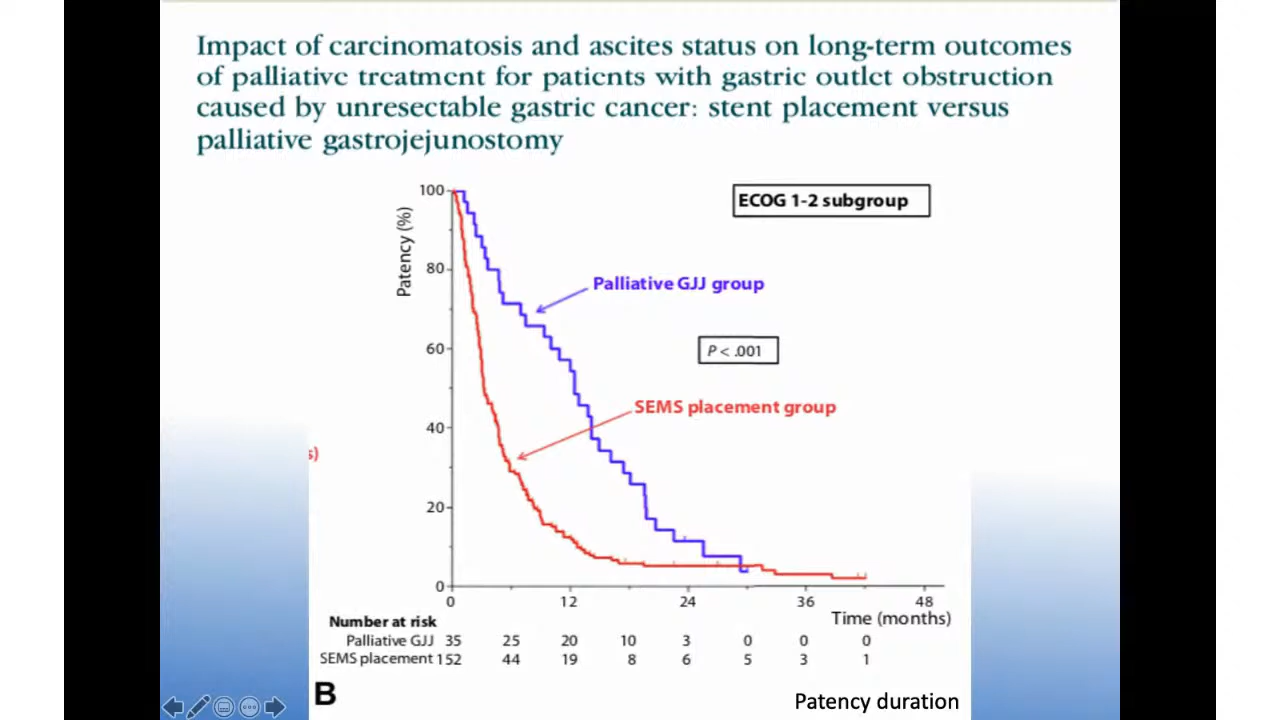 Impact of carcinomatosis and ascites status on long-term outcomes
of palliative treatment for patients with gastric outlet obstruction
caused by unresectable gastric cancer: stent placement versus
palliative gastrojejunostomy
100
80
60
40
20
0
Patency (%)
ECOG 1-2 subgroup
Palliative GJJ group
P < .001
SEMS placement group
s)
0 12 24 36 48
Time (months)
Number at risk
Palliative GJJ 35 25 20 10 3 0 0 0
SEMS placement 152 44 19 8 6 5 3 1
B
Patency duration